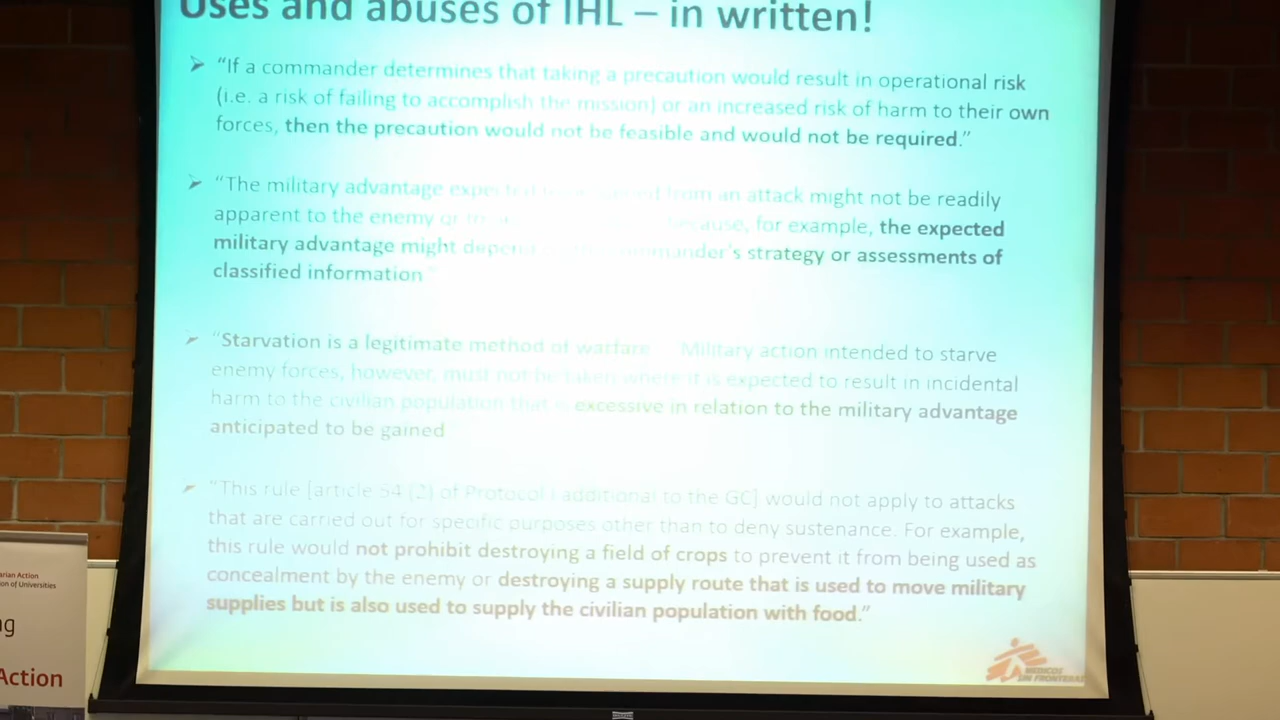 Uses and abuses of IHL – in written!
➢ “If a commander determines that taking a precaution would result in operational risk
(i.e. a risk of failing to accomplish the mission) or an increased risk of harm to their own
forces, then the precaution would not be feasible and would not be required.”
➢ “The military advantage expected from an attack might not be readily
apparent to the enemy or because, for example, the expected
military advantage might depend commander’s strategy or assessments of
classified information”
➢ “Starvation is a legitimate method of warfare “Military action intended to starve
enemy forces, however, must not be taken where it is expected to result in incidental
harm to the civilian population that is excessive in relation to the military advantage
anticipated to be gained
➢ “This rule [article 54 (2) of Protocol I additional to the GC] would not apply to attacks
that are carried out for specific purposes other than to deny sustenance. For example,
this rule would not prohibit destroying a field of crops to prevent it from being used as
concealment by the enemy or destroying a supply route that is used to move military
supplies but is also used to supply the civilian population with food.”
MEDICOS
SIN FRONTERAS
arian Action
on of Universities
ng
Action